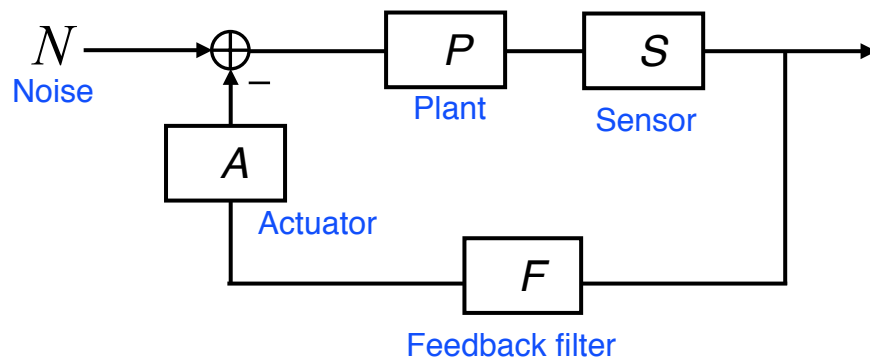 N
Noise
P
Plant
S
Sensor
–
A
Actuator
F
Feedback filter